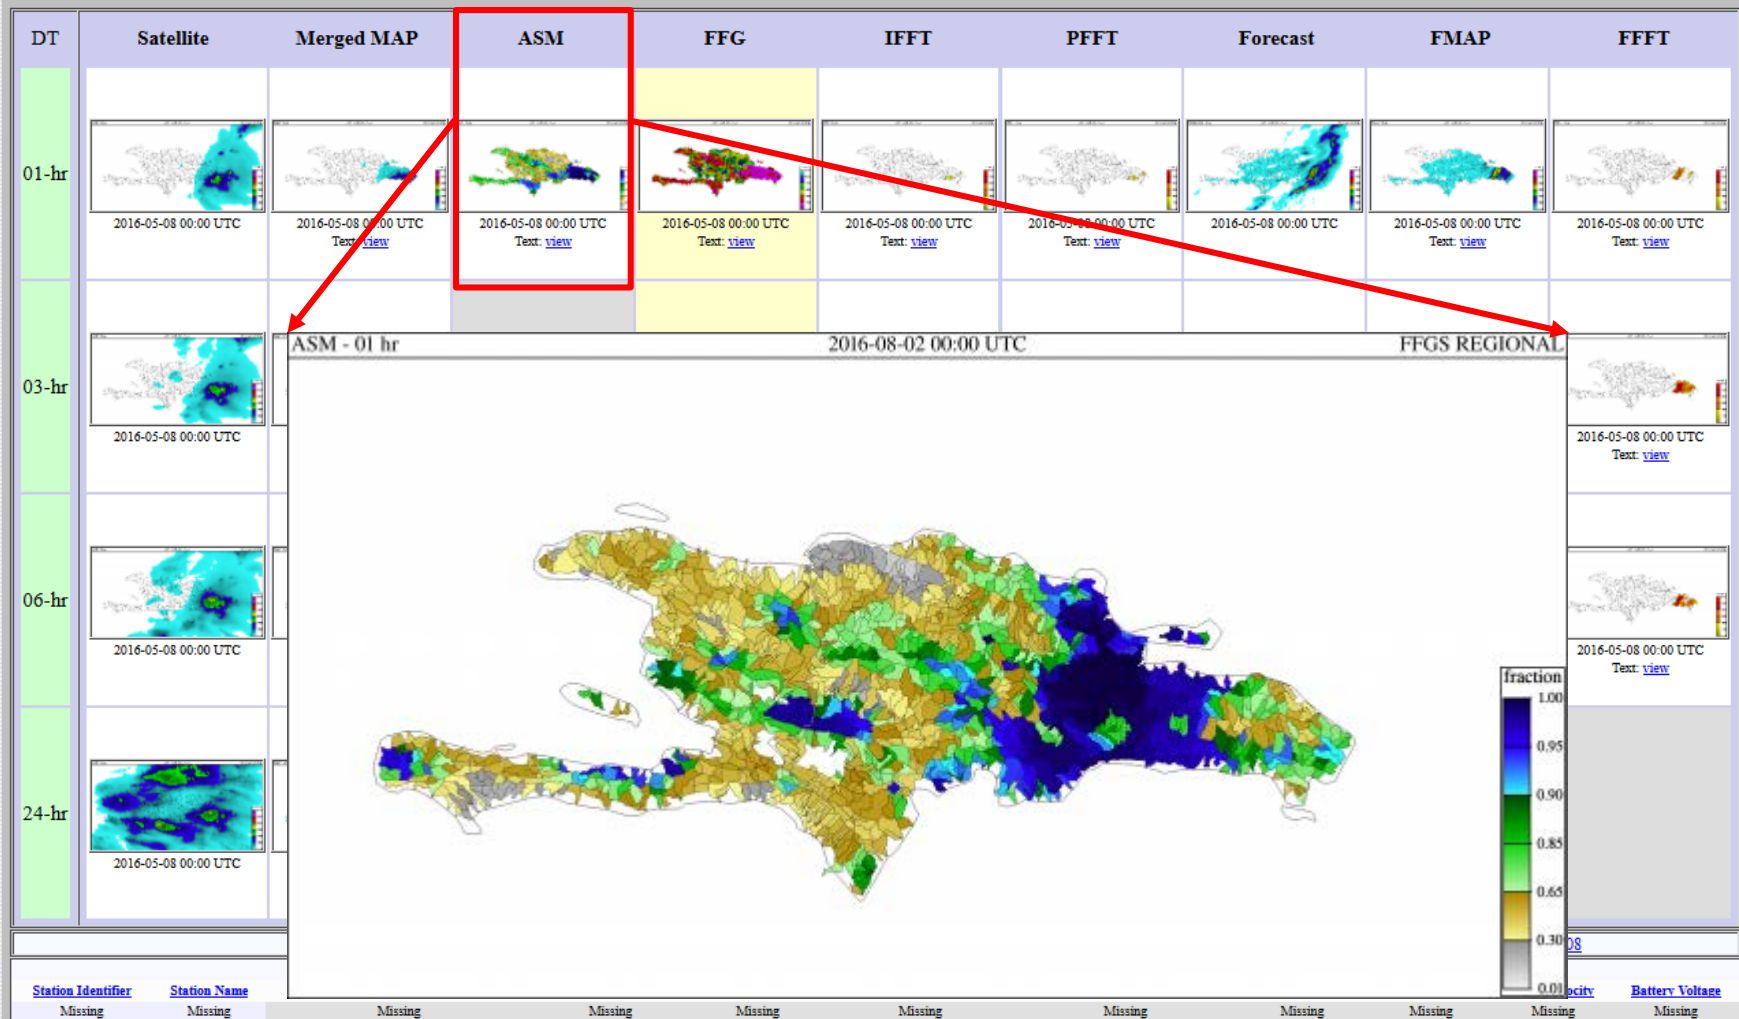 DT Satellite Merged MAP ASM FFG IFFT PFFT Forecast FMAP FFFT
01-hr
2016-05-08 00:00 UTC 2016-05-08 00:00 UTC 2016-05-08 00:00 UTC 2016-05-08 00:00 UTC 2016-05-08 00:00 UTC 2016-05-08 00:00 UTC 2016-05-08 00:00 UTC 2016-05-08 00:00 UTC 2016-05-08 00:00 UTC
Text: view Text: view Text: view Text: view Text: view Text: view Text: view
ASM - 01 hr 2016-08-02 00:00 UTC FFGS REGIONAL
03-hr
2016-05-08 00:00 UTC 2016-05-08 00:00 UTC
Text: view
06-hr
2016-05-08 00:00 UTC 2016-05-08 00:00 UTC
Text: view
fraction
1.00
0.95
0.90
0.85
0.65
0.30
0.01
24-hr
2016-05-08 00:00 UTC
08
Station Identifier Station Name ocity Battery Voltage
Missing Missing Missing Missing Missing Missing Missing Missing Missing Missing Missing